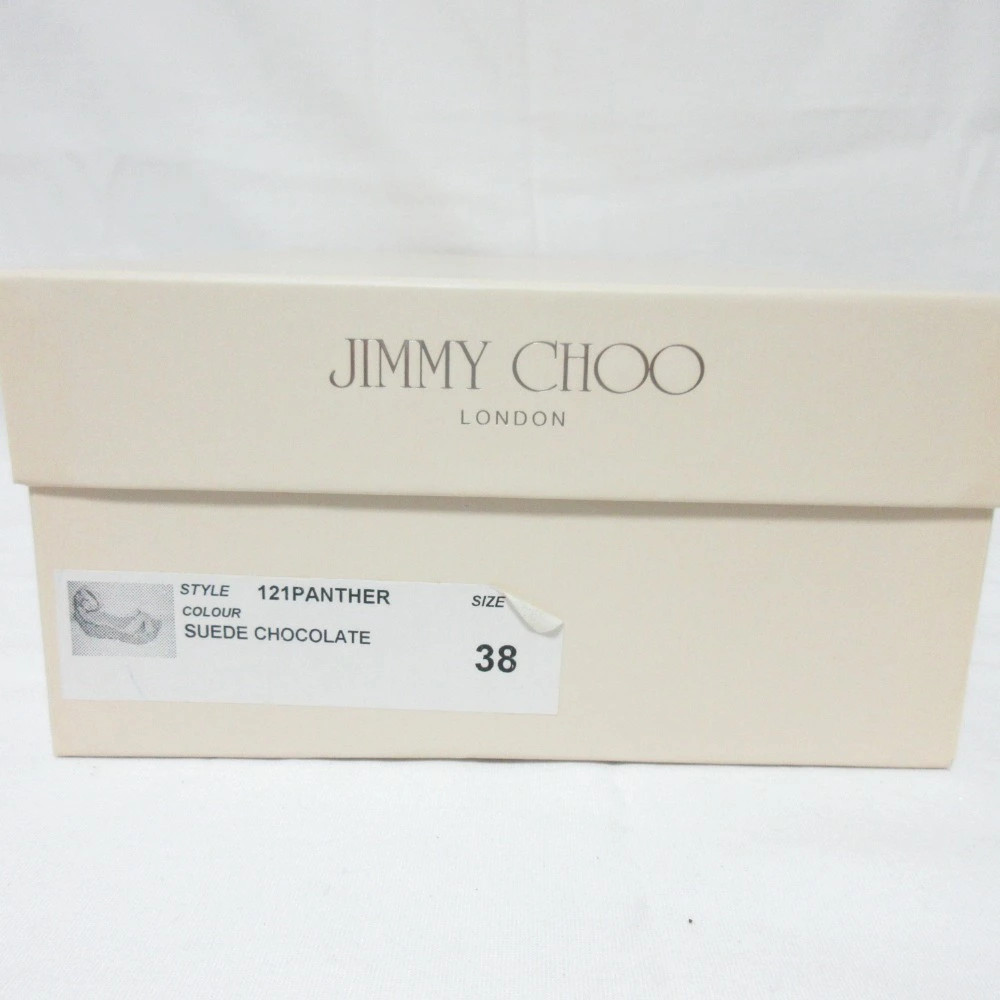 JIMMY CHOO
LONDON
STYLE 121PANTHER SIZE
COLOUR
SUEDE CHOCOLATE
38